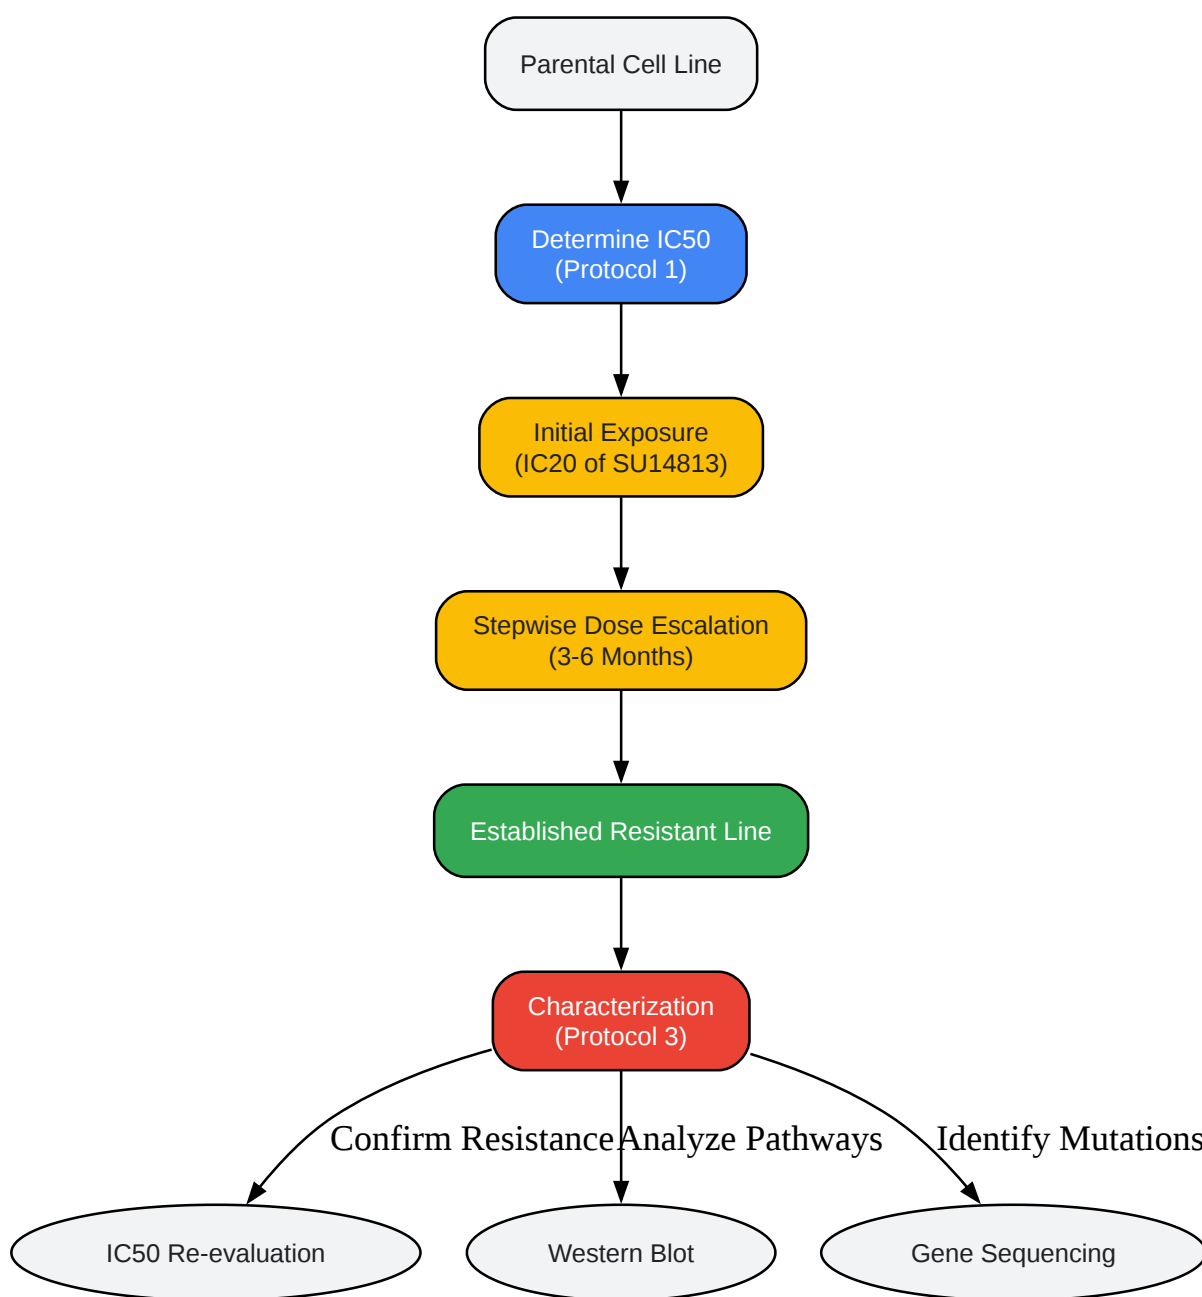 Parental Cell Line
Determine IC50
(Protocol 1)
Initial Exposure
(IC20 of SU14813)
Stepwise Dose Escalation
(3-6 Months)
Established Resistant Line
Characterization
(Protocol 3)
Confirm Resistance
Analyze Pathways
Identify Mutations
IC50 Re-evaluation
Western Blot
Gene Sequencing